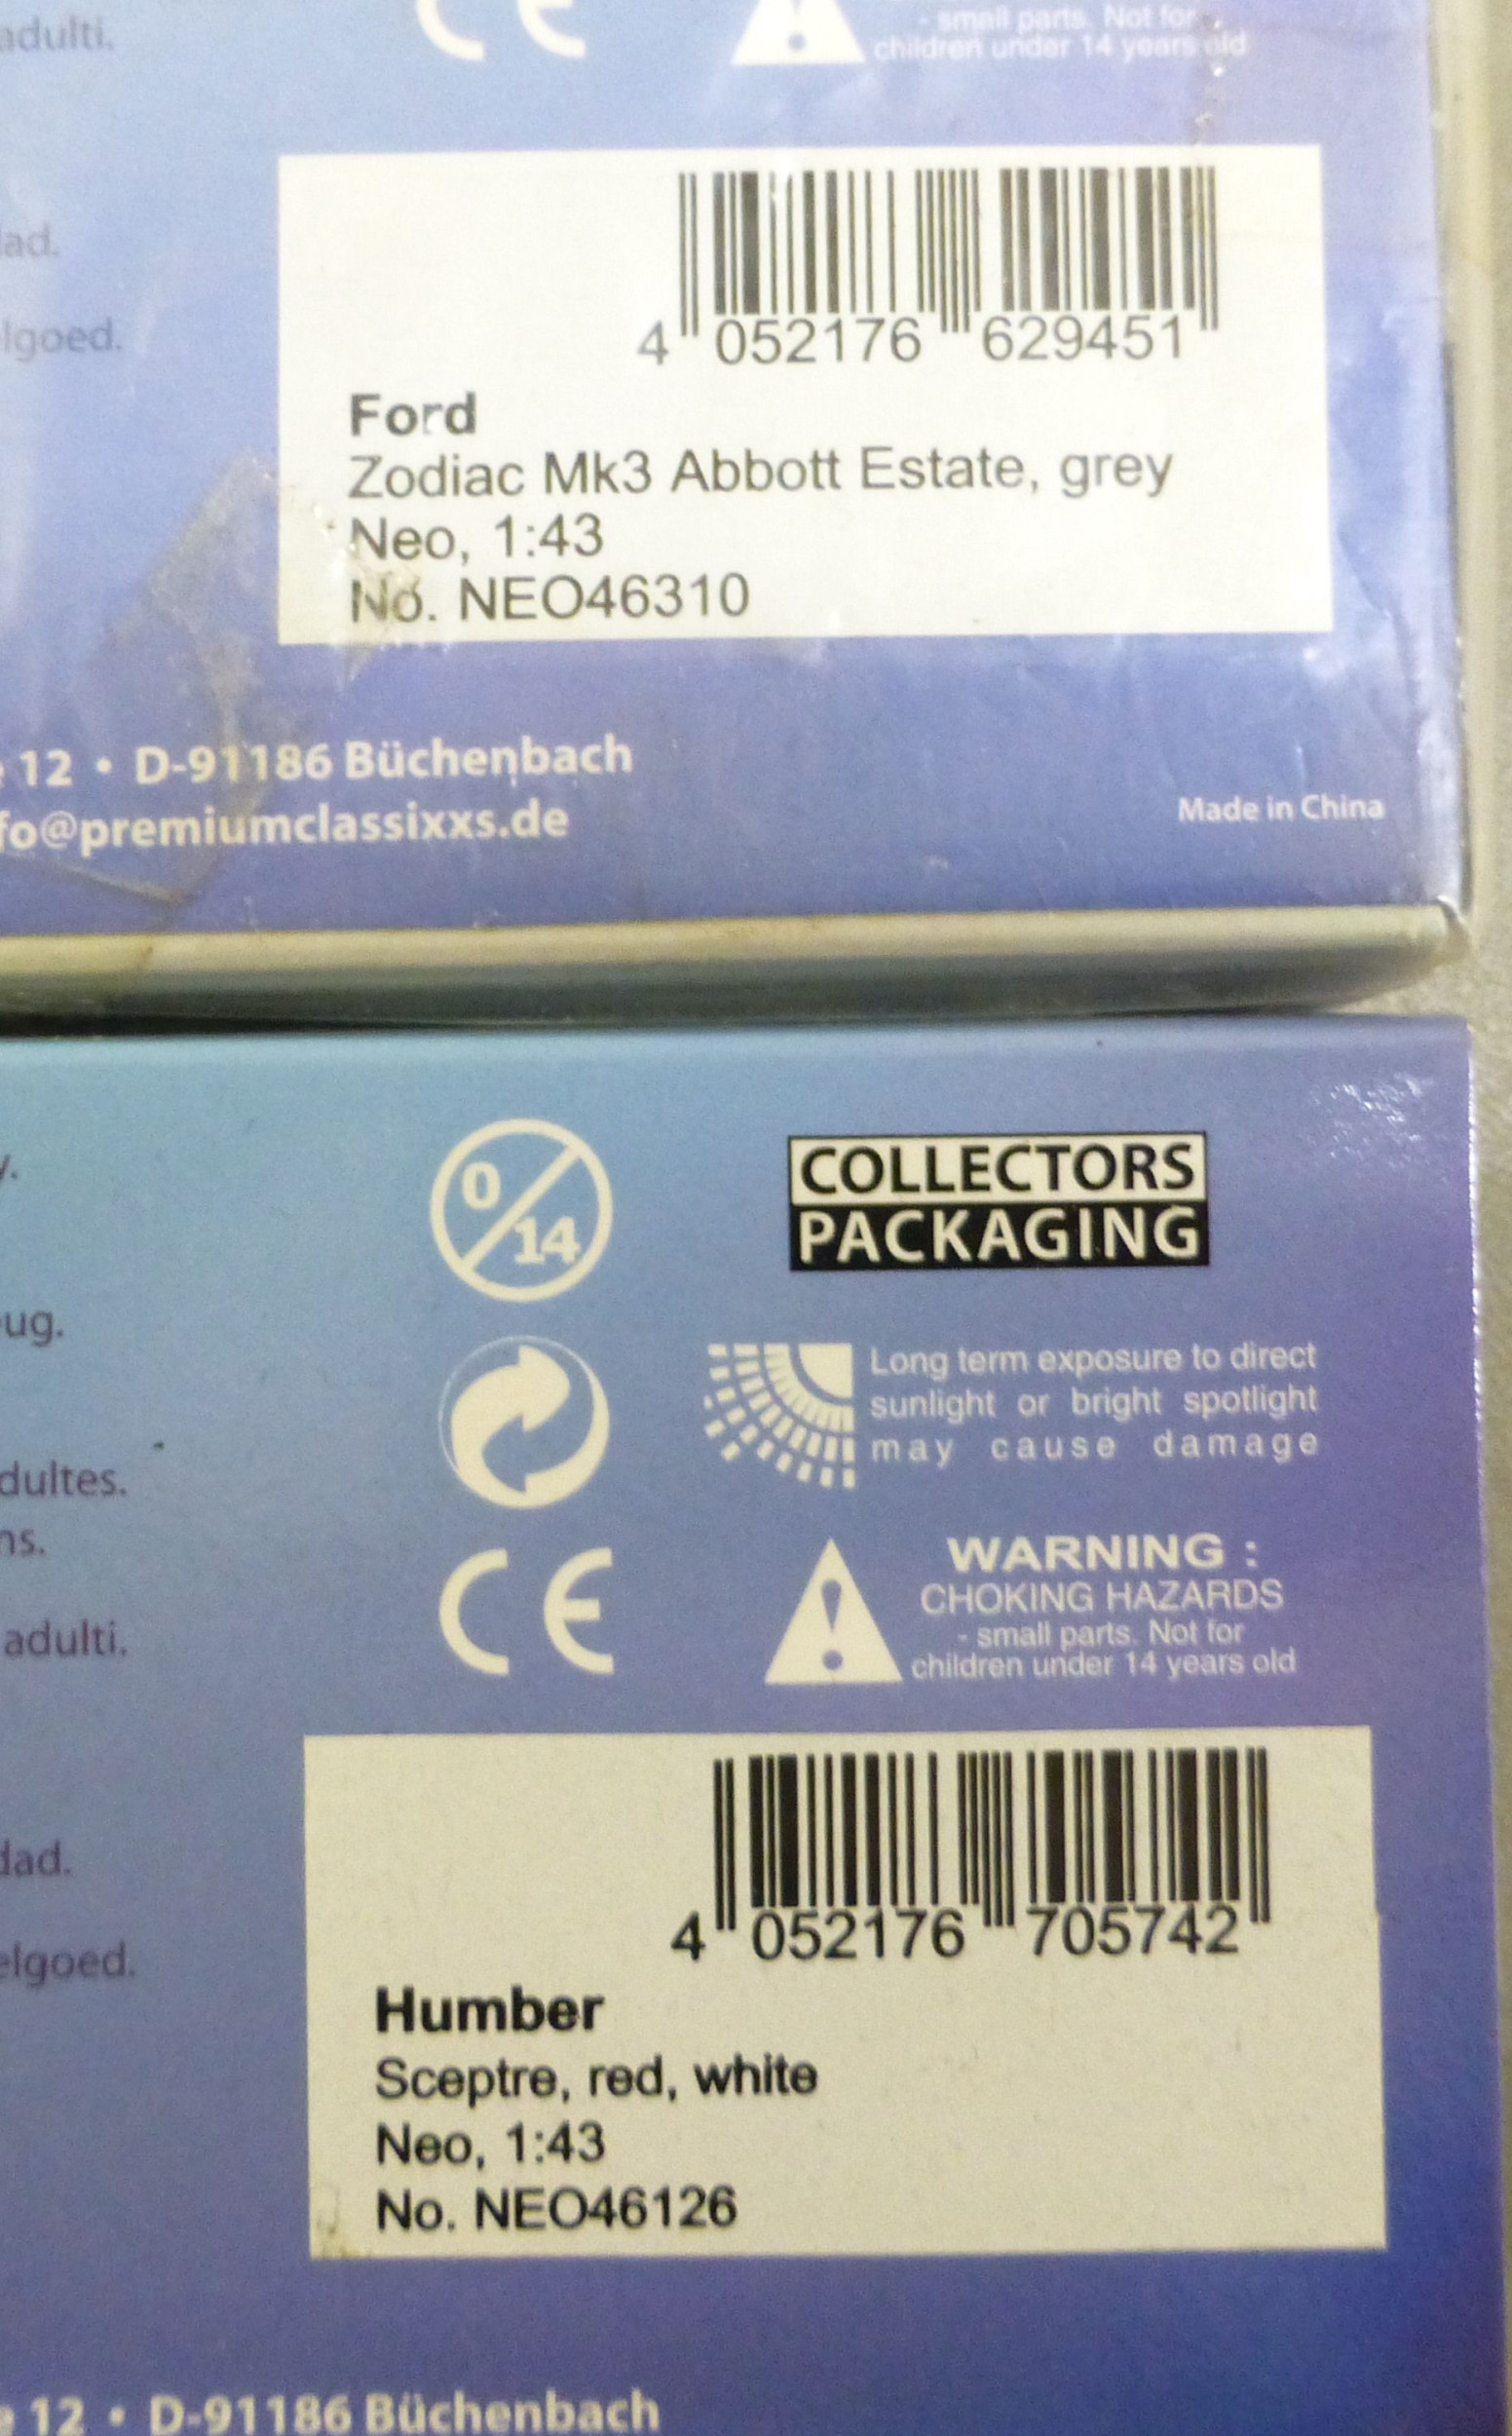 adulti.
- small parts. Not for
children under 14 years old
dad.
elgoed.
4 052176 629451
Ford
Zodiac Mk3 Abbott Estate, grey
Neo, 1:43
No. NEO46310
12 • D-91186 Büchenbach
fo@premiumclassixxs.de
Made in China
0
14
COLLECTORS
PACKAGING
y.
ug.
Long term exposure to direct
sunlight or bright spotlight
may cause damage
dultes.
ns.
CE
WARNING :
CHOKING HAZARDS
- small parts. Not for
children under 14 years old
adulti.
4 052176 705742
dad.
elgoed.
Humber
Sceptre, red, white
Neo, 1:43
No. NEO46126
12 • D-91186 Büchenbach